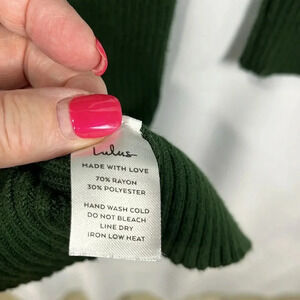 Lulus
MADE WITH LOVE
70% RAYON
30% POLYESTER
HAND WASH COLD
DO NOT BLEACH
LINE DRY
IRON LOW HEAT